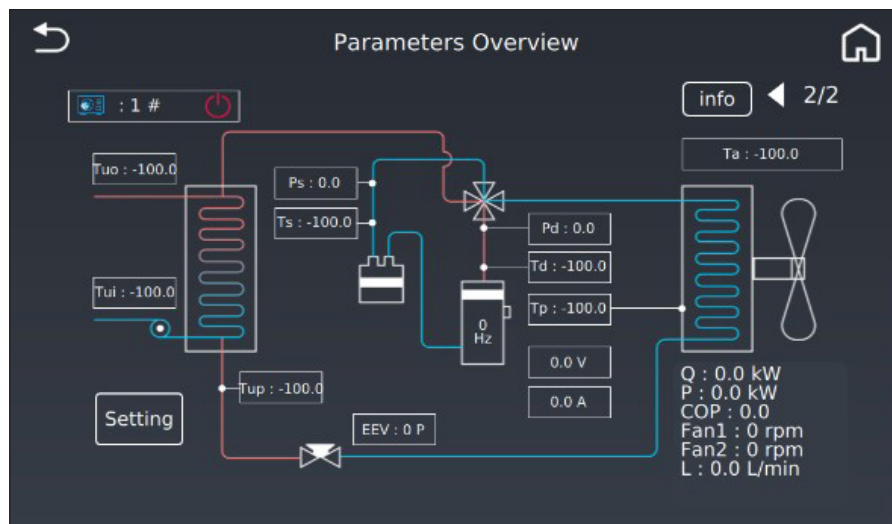 Parameters Overview
: 1 #
info
2/2
Ta : -100.0
Tuo : -100.0
Ps : 0.0
Ts : -100.0
Pd : 0.0
Td : -100.0
Tui : -100.0
Tp : -100.0
0
Hz
0.0 V
Tup : -100.0
0.0 A
Setting
EEV : 0 P
Q : 0.0 kW
P : 0.0 kW
COP : 0.0
Fan1 : 0 rpm
Fan2 : 0 rpm
L : 0.0 L/min